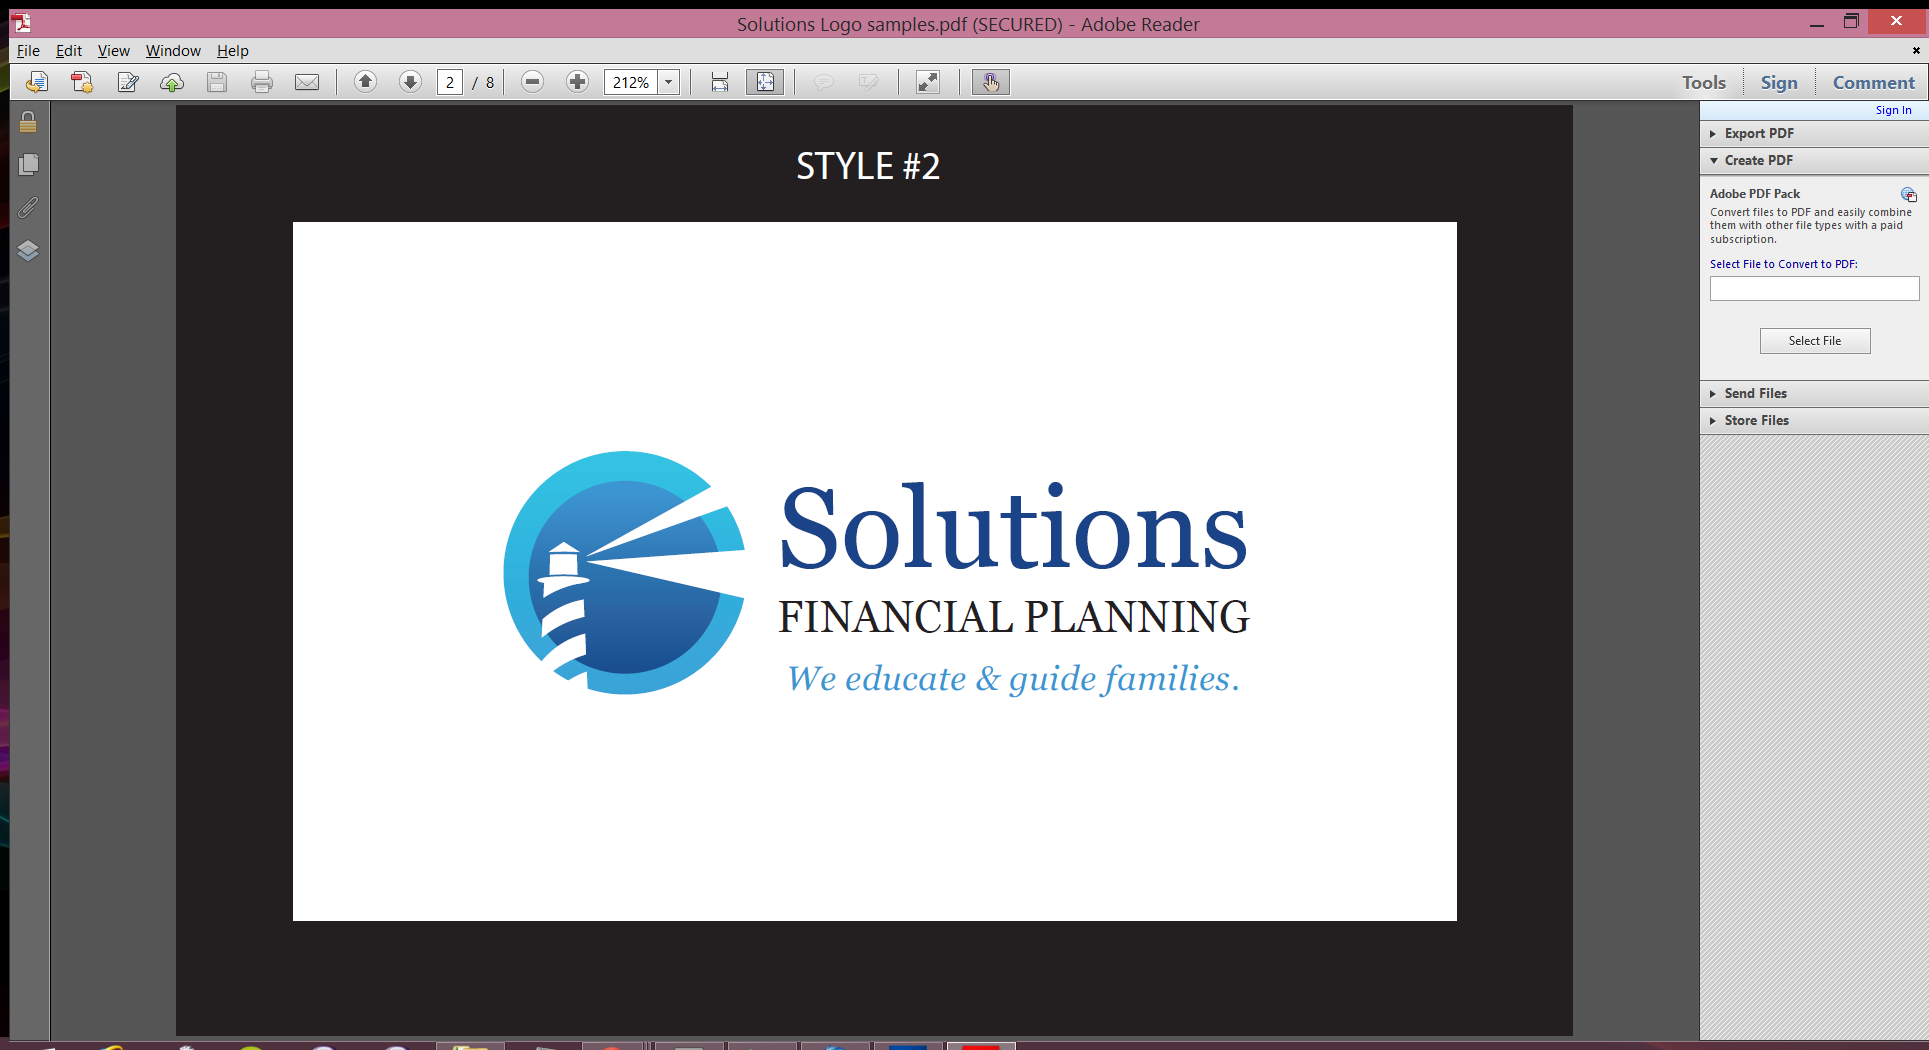 Solutions Logo samples.pdf (SECURED) - Adobe Reader
File Edit View Window Help
2 / 8 212% Tools Sign Comment
Sign In
Export PDF
Create PDF
Adobe PDF Pack
Convert files to PDF and easily combine
them with other file types with a paid
subscription.
Select File to Convert to PDF:
Select File
Send Files
Store Files
STYLE #2
Solutions
FINANCIAL PLANNING
We educate & guide families.